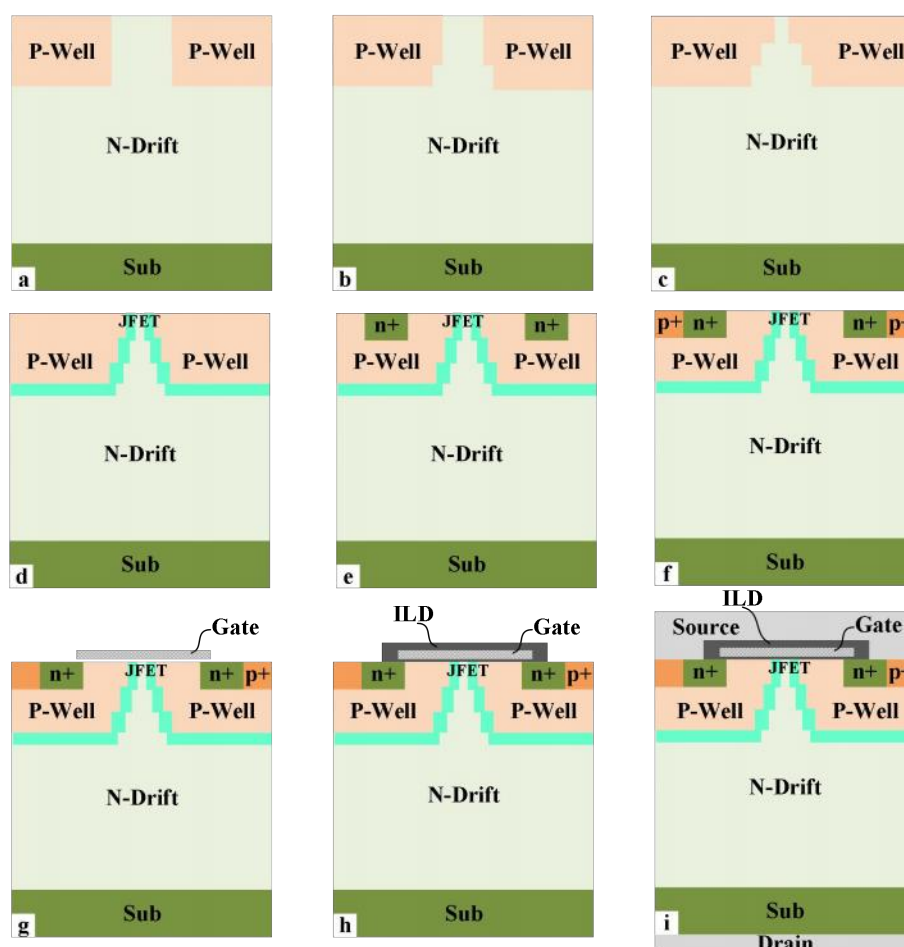 P-Well P-Well
N-Drift
Sub
a
P-Well P-Well
N-Drift
Sub
b
P-Well P-Well
N-Drift
Sub
c
JFET
P-Well P-Well
N-Drift
Sub
d
n+ JFET n+
P-Well P-Well
N-Drift
Sub
e
p+ n+ JFET n+ p+
P-Well P-Well
N-Drift
Sub
f
Gate
n+ JFET n+ p+
P-Well P-Well
N-Drift
Sub
g
ILD
Gate
n+ JFET n+ p+
P-Well P-Well
N-Drift
Sub
h
ILD
Source Gate
n+ JFET n+ p+
P-Well P-Well
N-Drift
Sub
i
Drain